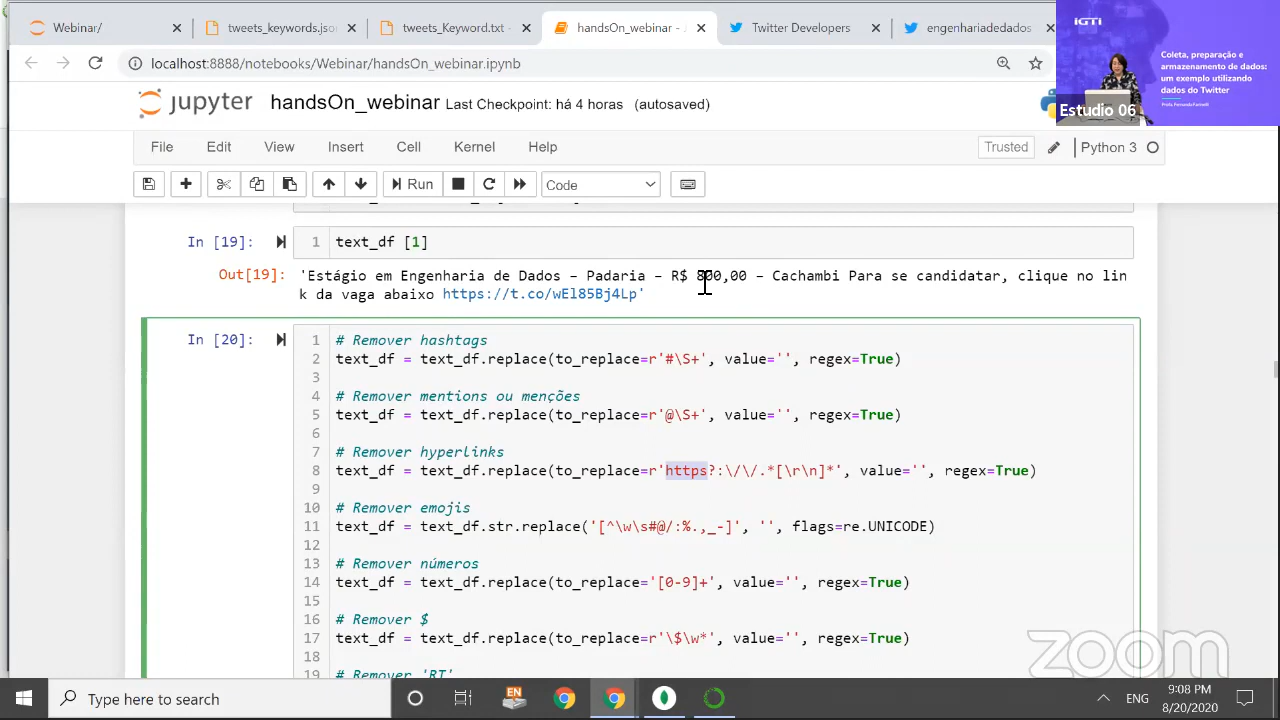 Webinar/
tweets_keywords.jso
tweets_Keyword.txt -
handsOn_webinar - J
Twitter Developers
engenhariadedados
localhost:8888/notebooks/Webinar/handsOn_webinar.ipynb
IGTI
Coleta, preparação e
armazenamento de dados:
um exemplo utilizando
dados do Twitter
Profa. Fernanda Farinelli
Estudio 06
jupyter handsOn_webinar Last Checkpoint: há 4 horas (autosaved)
File Edit View Insert Cell Kernel Help
Trusted Python 3
Run Code
In [19]: 1 text_df [1]
Out[19]: 'Estágio em Engenharia de Dados – Padaria – R$ 800,00 – Cachambi Para se candidatar, clique no lin
k da vaga abaixo https://t.co/wEl85Bj4Lp'
In [20]: 1 # Remover hashtags
2 text_df = text_df.replace(to_replace=r'#\S+', value='', regex=True)
3
4 # Remover mentions ou menções
5 text_df = text_df.replace(to_replace=r'@\S+', value='', regex=True)
6
7 # Remover hyperlinks
8 text_df = text_df.replace(to_replace=r'https?:\/\/.*[\r\n]*', value='', regex=True)
9
10 # Remover emojis
11 text_df = text_df.str.replace('[^\w\s#@/:%.,_-]', '', flags=re.UNICODE)
12
13 # Remover números
14 text_df = text_df.replace(to_replace='[0-9]+', value='', regex=True)
15
16 # Remover $
17 text_df = text_df.replace(to_replace=r'\$\w*', value='', regex=True)
18
19 # Remover 'RT'
zoom
Type here to search
EN
ENG
9:08 PM
8/20/2020